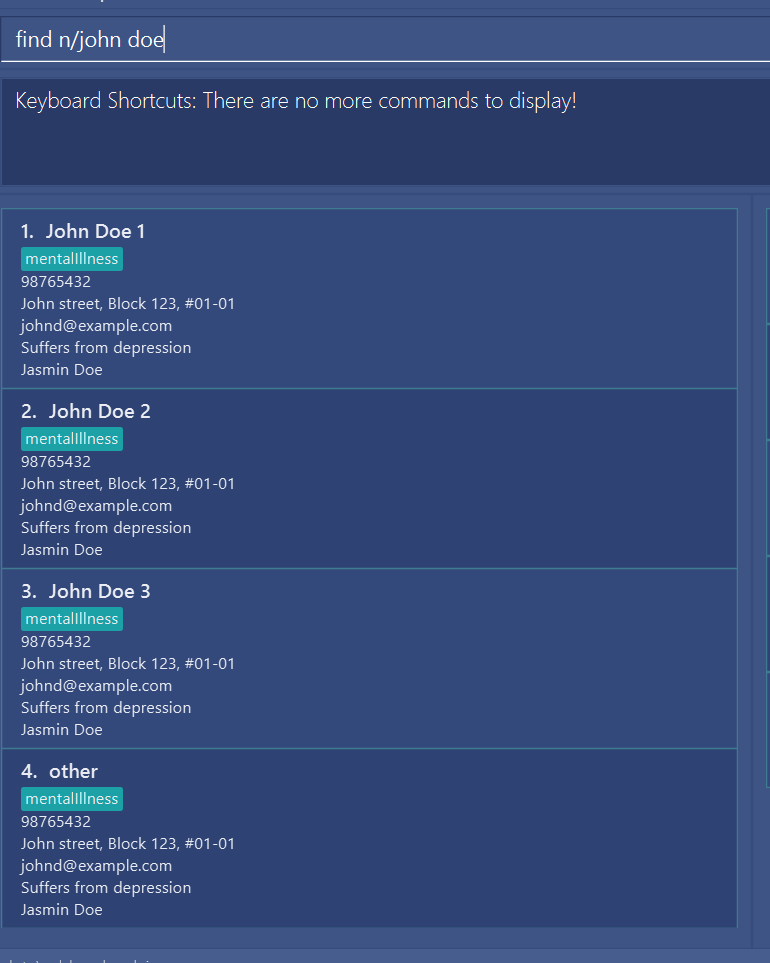 find n/john doe
Keyboard Shortcuts: There are no more commands to display!
1. John Doe 1
mentalIllness
98765432
John street, Block 123, #01-01
johnd@example.com
Suffers from depression
Jasmin Doe
2. John Doe 2
mentalIllness
98765432
John street, Block 123, #01-01
johnd@example.com
Suffers from depression
Jasmin Doe
3. John Doe 3
mentalIllness
98765432
John street, Block 123, #01-01
johnd@example.com
Suffers from depression
Jasmin Doe
4. other
mentalIllness
98765432
John street, Block 123, #01-01
johnd@example.com
Suffers from depression
Jasmin Doe